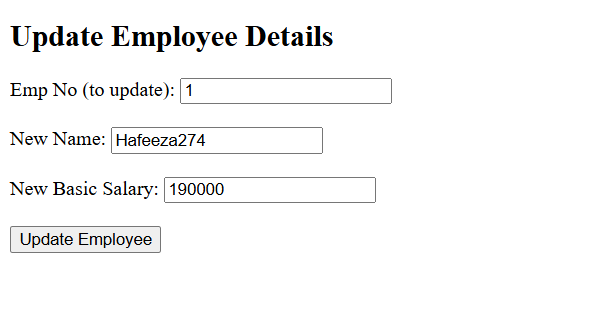 Update Employee Details
Emp No (to update): 1
New Name: Hafeeza274
New Basic Salary: 190000
Update Employee